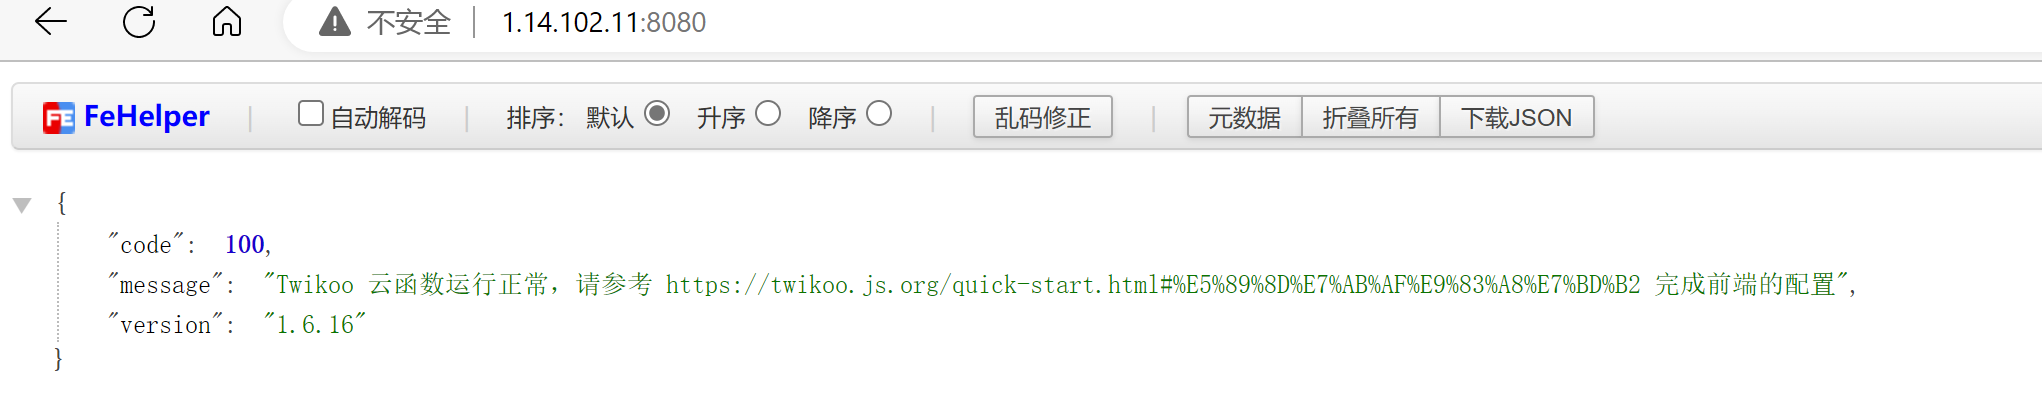 不安全 | 1.14.102.11:8080
FeHelper | 自动解码 | 排序： 默认 升序 降序 | 乱码修正 | 元数据 折叠所有 下载JSON
{
"code": 100,
"message": "Twikoo 云函数运行正常，请参考 https://twikoo.js.org/quick-start.html#%E5%89%8D%E7%AB%AF%E9%83%A8%E7%BD%B2 完成前端的配置",
"version": "1.6.16"
}